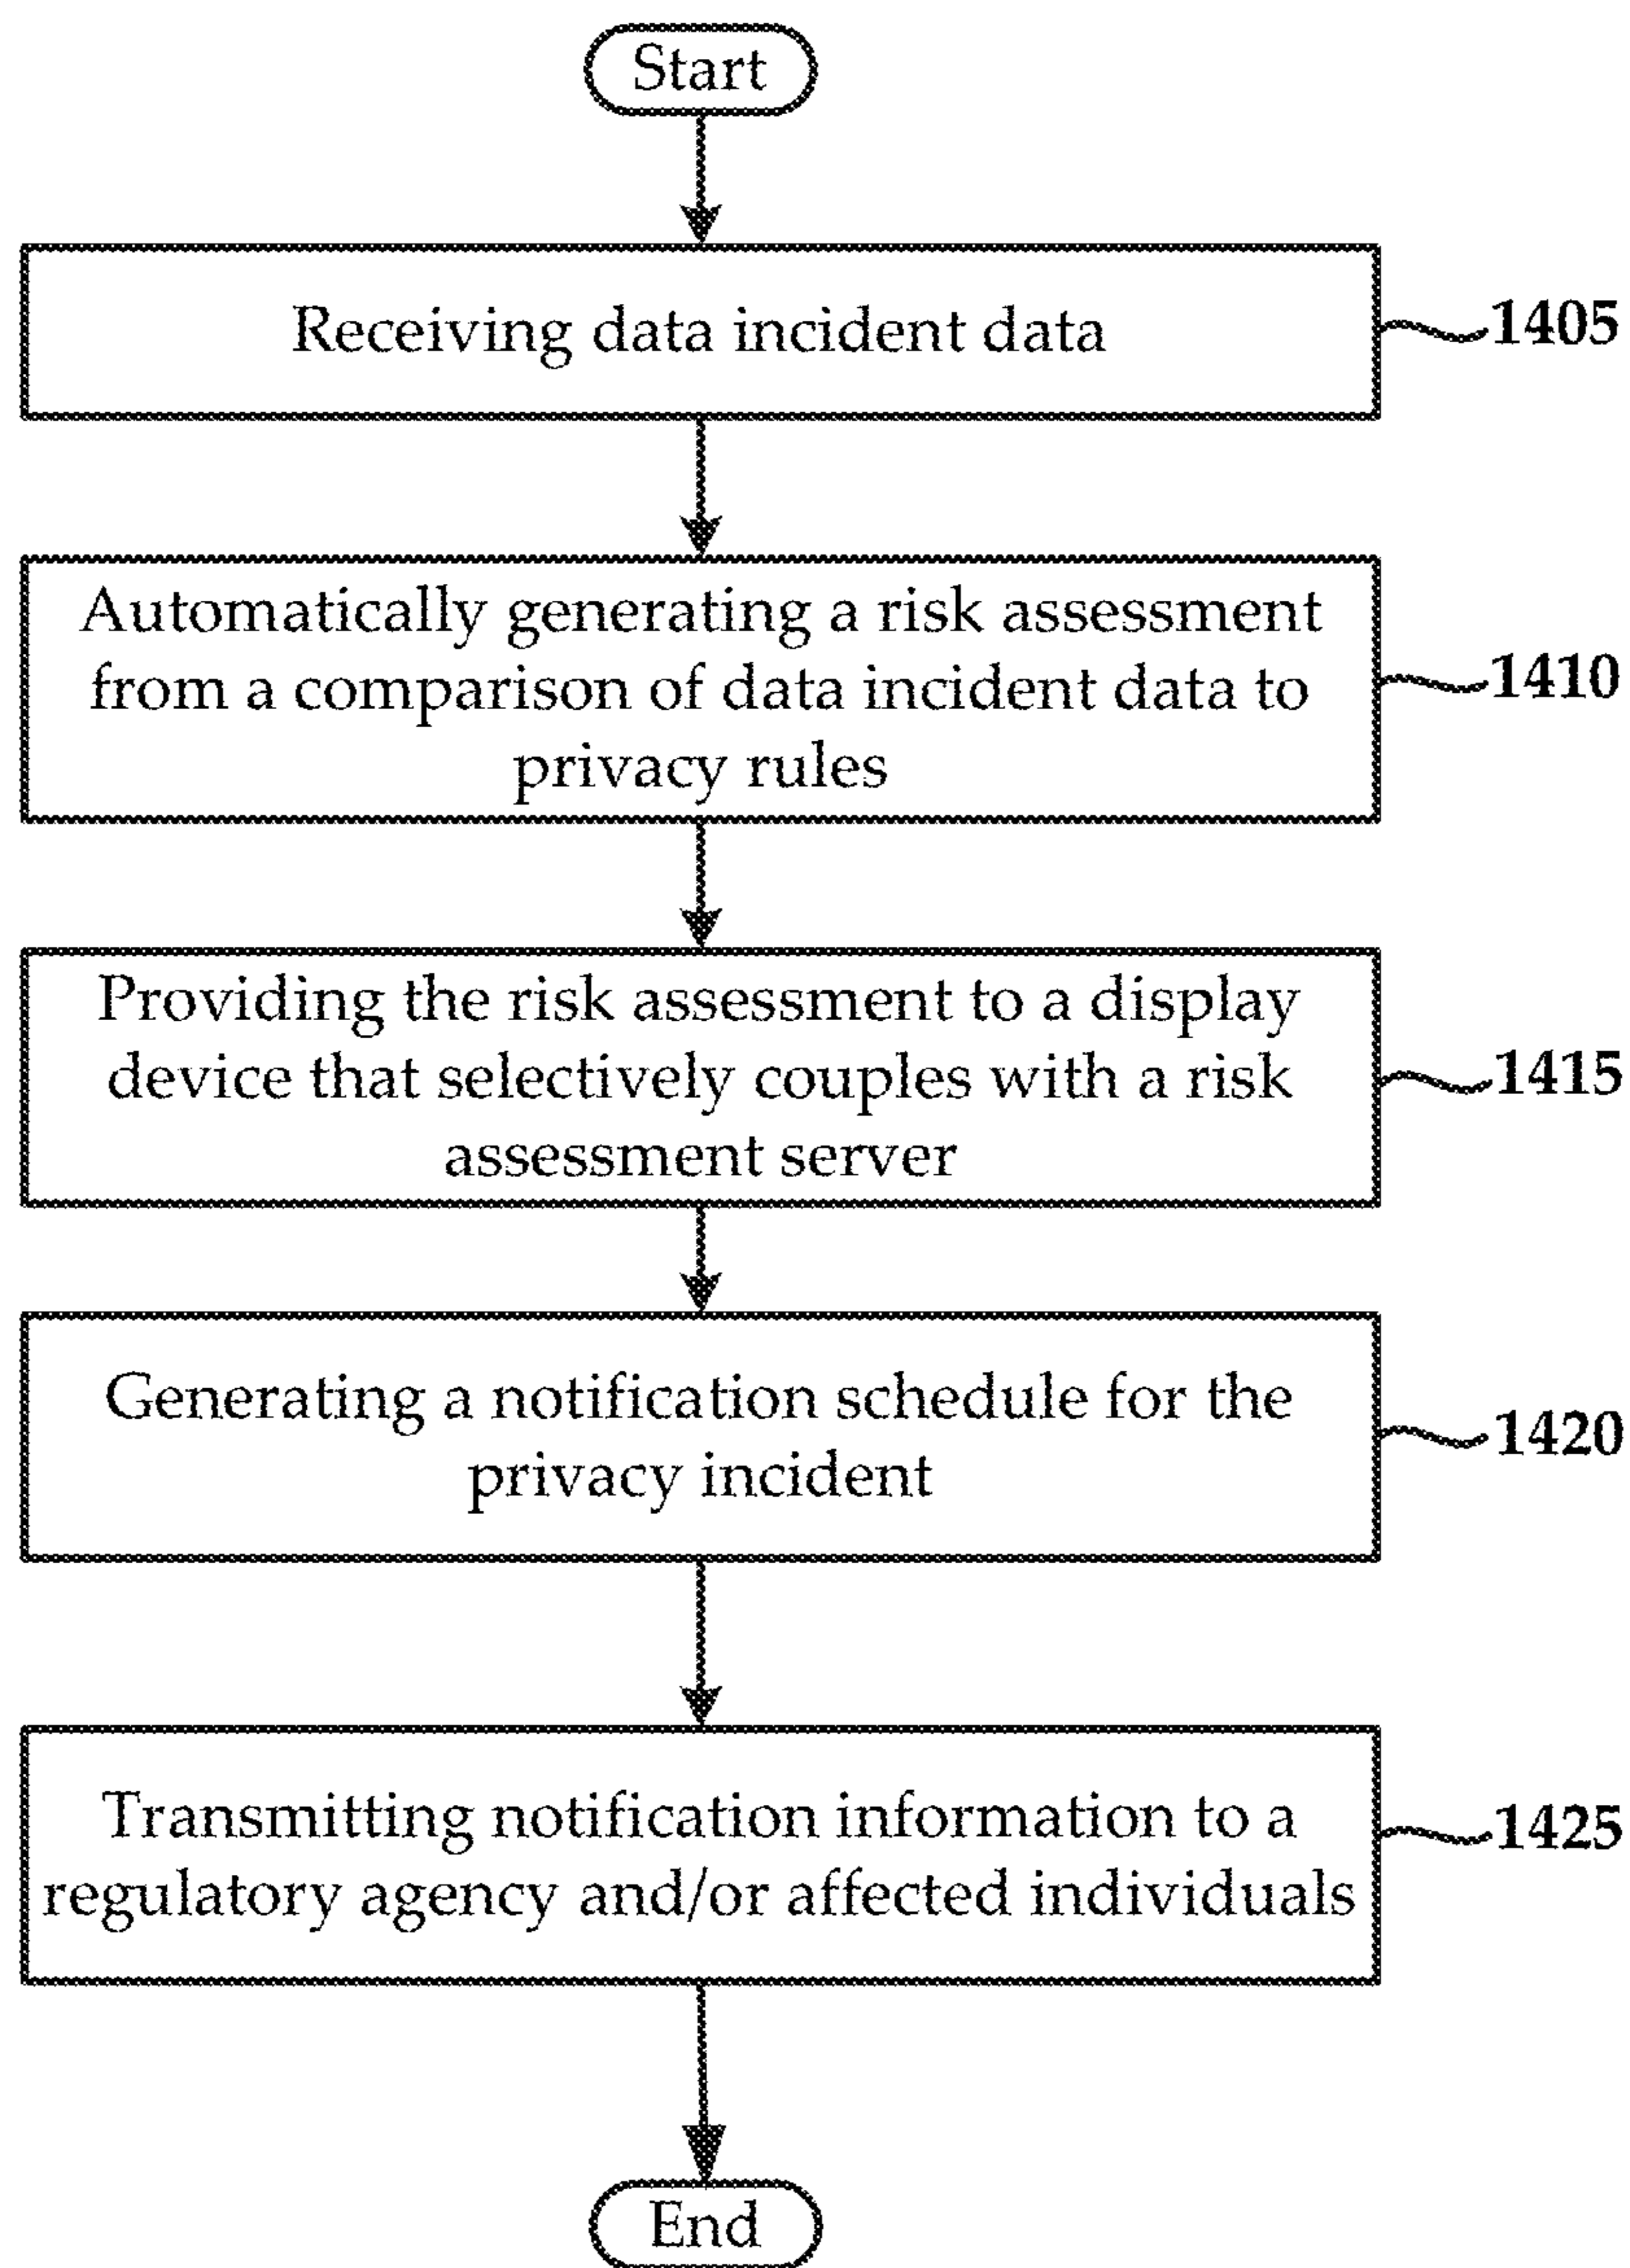 Start
Receiving data incident data
1405
Automatically generating a risk assessment
from a comparison of data incident data to
privacy rules
1410
Providing the risk assessment to a display
device that selectively couples with a risk
assessment server
1415
Generating a notification schedule for the
privacy incident
1420
Transmitting notification information to a
regulatory agency and/or affected individuals
1425
End